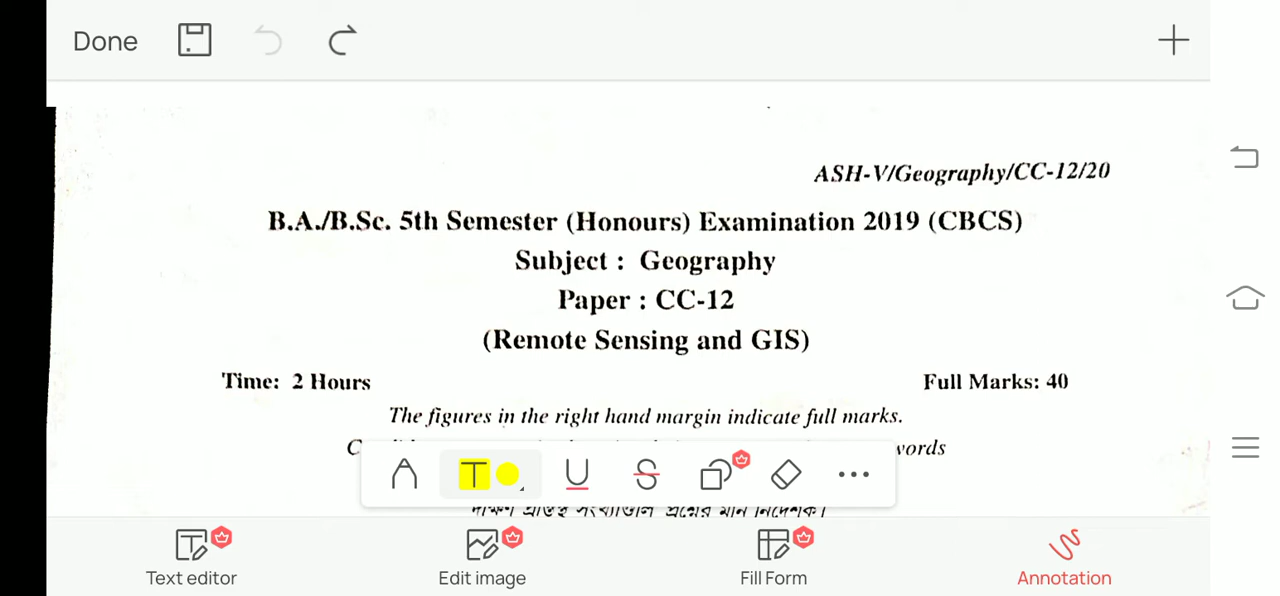 Done
ASH-V/Geography/CC-12/20
B.A./B.Sc. 5th Semester (Honours) Examination 2019 (CBCS)
Subject : Geography
Paper : CC-12
(Remote Sensing and GIS)
Time: 2 Hours
Full Marks: 40
The figures in the right hand margin indicate full marks.
T
U
S
Text editor
Edit image
Fill Form
Annotation